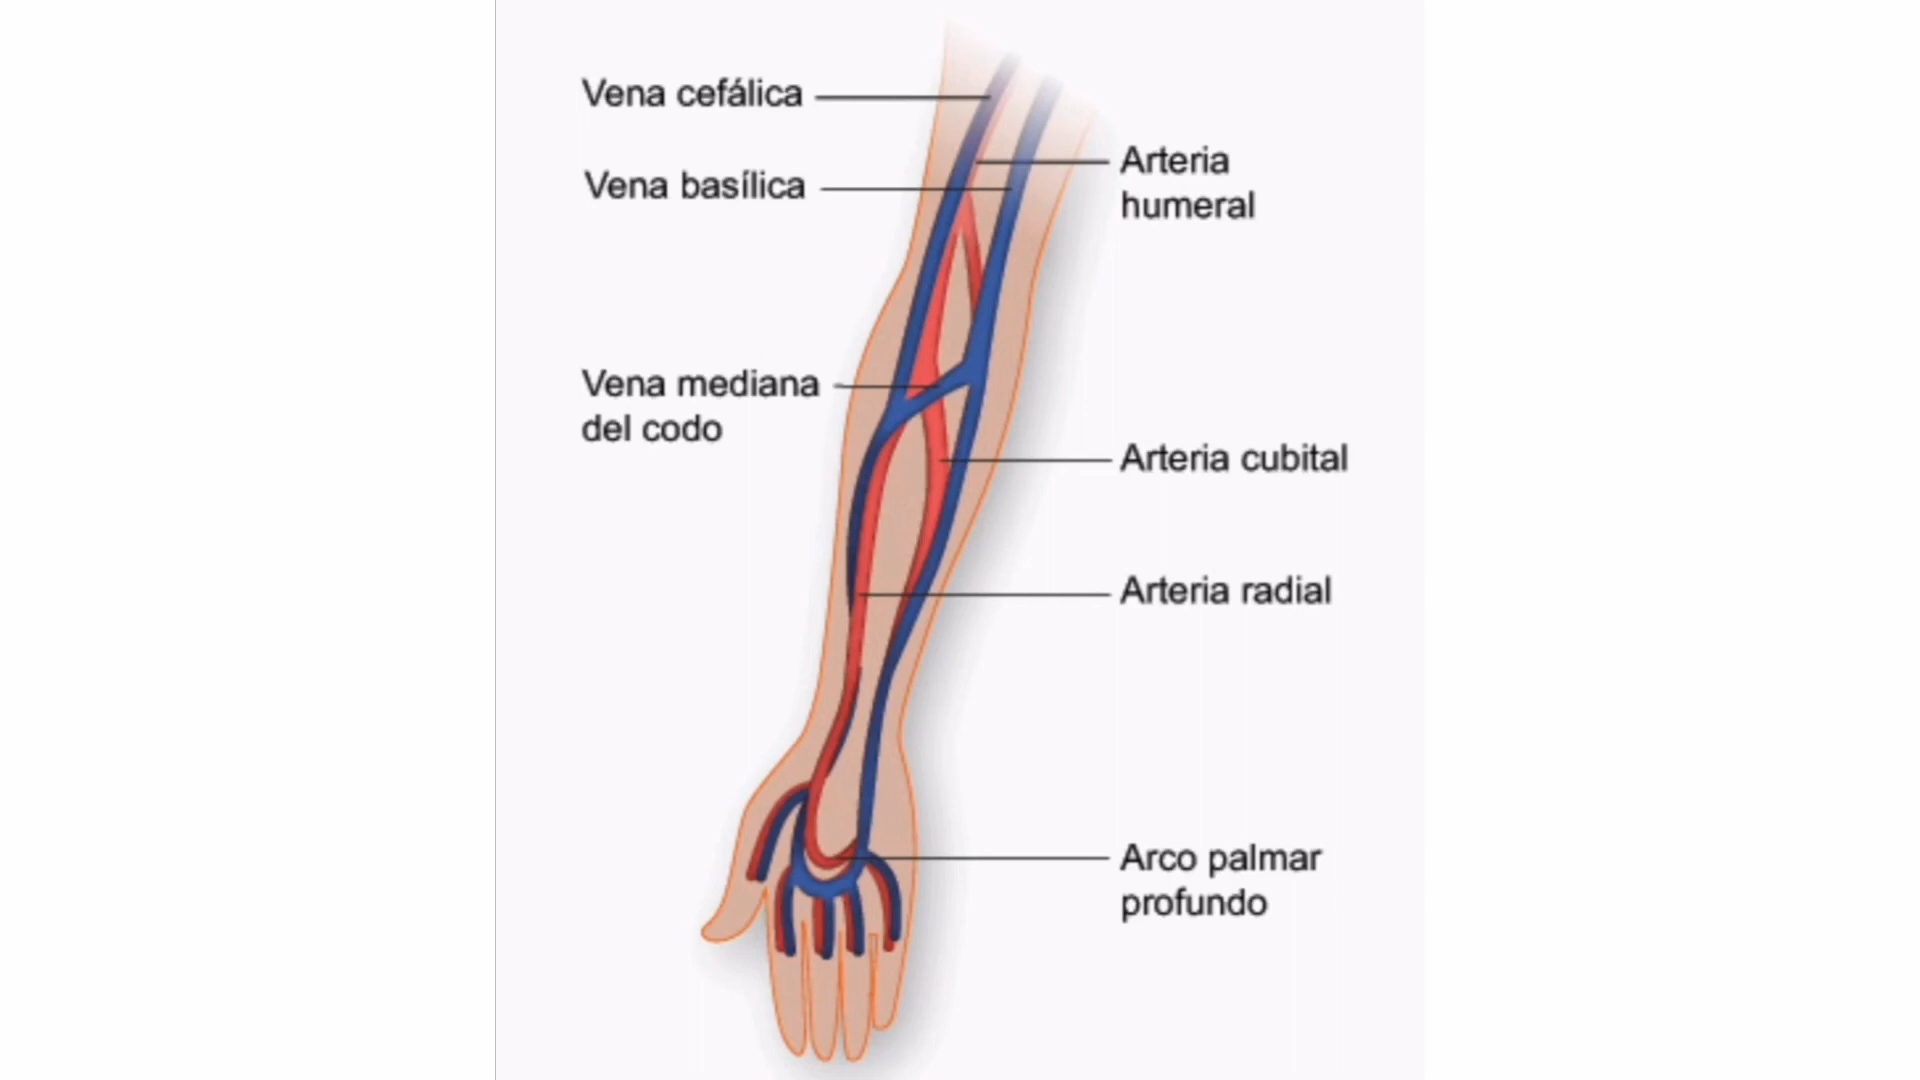 Vena cefálica
Arteria
humeral
Vena basílica
Vena mediana
del codo
Arteria cubital
Arteria radial
Arco palmar
profundo